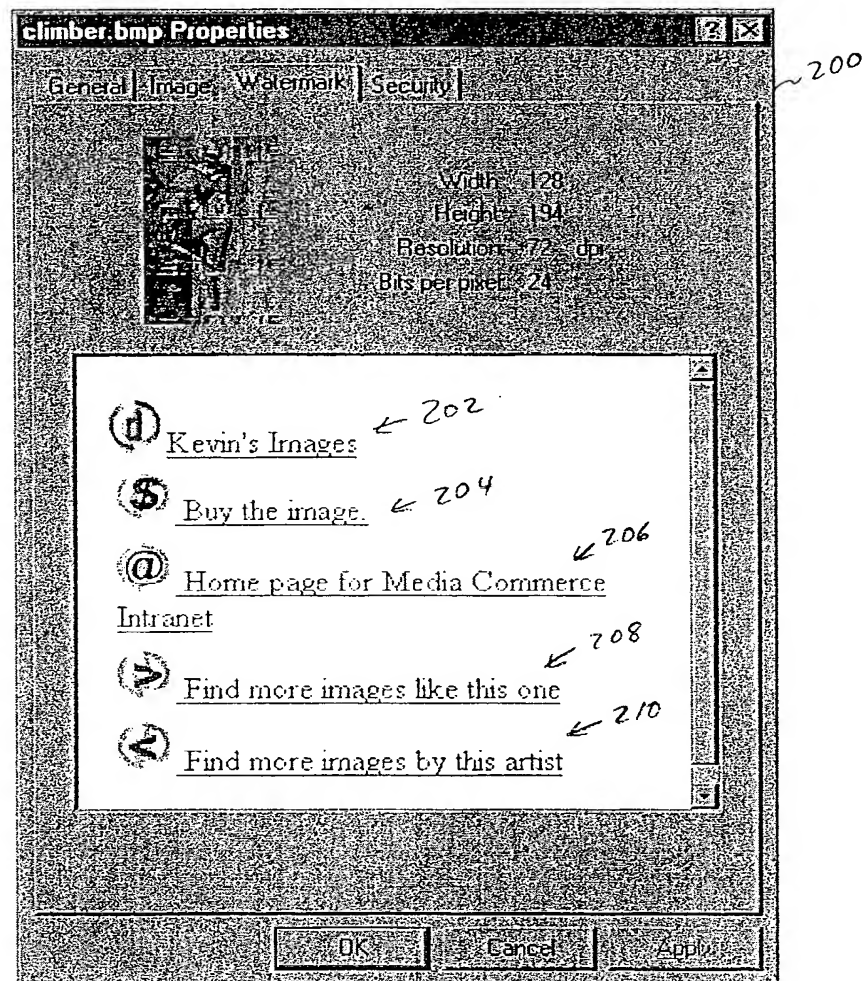 climber.bmp Properties
200
General Image Watermark Security
Width: 128
Height: 194
Resolution: 72 dpi
Bits per pixel: 24
d Kevin's Images ← 202
$ Buy the image. ← 204
206
@ Home page for Media Commerce
Intranet
208
> Find more images like this one
210
< Find more images by this artist
OK Cancel Apply